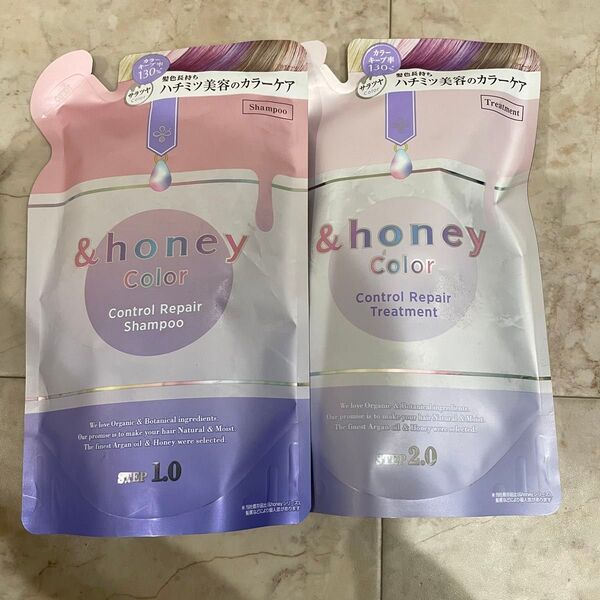 カラー
キープ率
130%
髪色長持ち
ハチミツ美容のカラーケア
サラツヤ
COLOR
Shampoo
&honey
Color
Control Repair
Shampoo
We love Organic & Botanical ingredients.
Our promise is to make your hair Natural & Moist.
The finest Argan oil & Honey were selected.
STEP 1.0
カラー
キープ率
130%
髪色長持ち
ハチミツ美容のカラーケア
サラツヤ
COLOR
Treatment
&honey
Color
Control Repair
Treatment
We love Organic & Botanical ingredients.
Our promise is to make your hair Natural & Moist.
The finest Argan oil & Honey were selected.
STEP 2.0